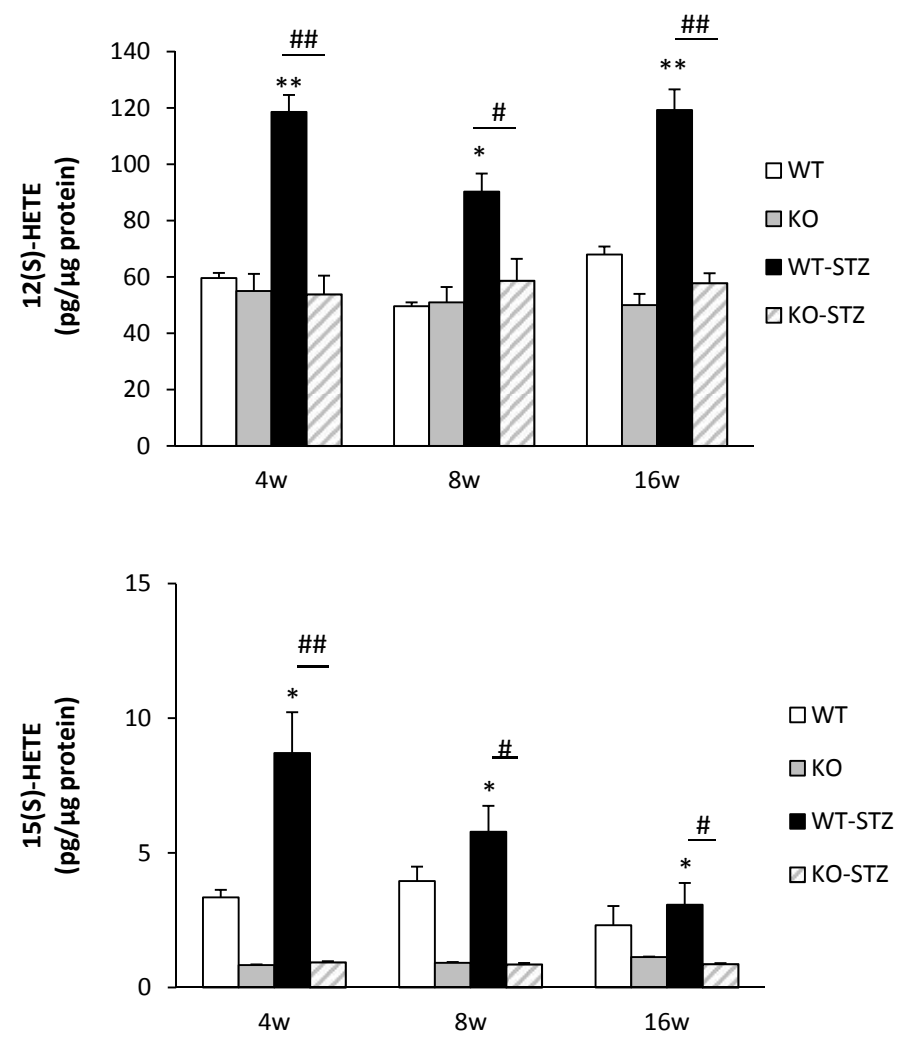 ##
##
140
**
**
120
#
*
100
WT
80
KO
60
WT-STZ
40
KO-STZ
20
0
4w 8w 16w
12(S)-HETE
(pg/µg protein)
15
##
*
10
#
WT
*
KO
#
5
*
WT-STZ
KO-STZ
0
4w 8w 16w
15(S)-HETE
(pg/µg protein)